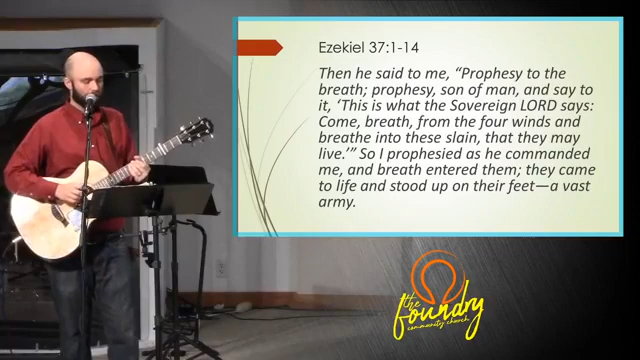 Ezekiel 37:1-14
Then he said to me, “Prophesy to the
breath; prophesy, son of man, and say to
it, ‘This is what the Sovereign LORD says:
Come, breath, from the four winds and
breathe into these slain, that they may
live.’” So I prophesied as he commanded
me, and breath entered them; they came
to life and stood up on their feet—a vast
army.
the
foundry
community church